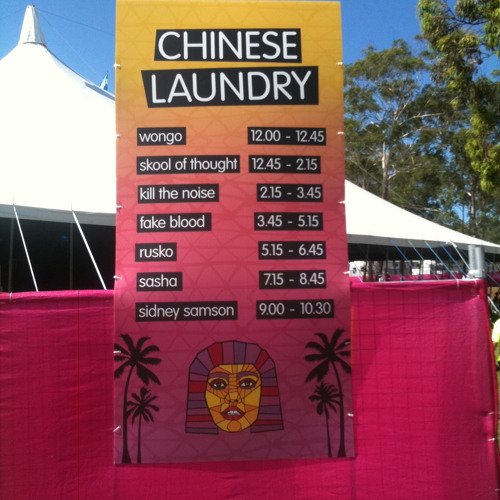 CHINESE
LAUNDRY
wongo 12.00 - 12.45
skool of thought 12.45 - 2.15
kill the noise 2.15 - 3.45
fake blood 3.45 - 5.15
rusko 5.15 - 6.45
sasha 7.15 - 8.45
sidney samson 9.00 - 10.30